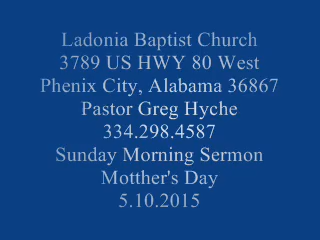 Ladonia Baptist Church
3789 US HWY 80 West
Phenix City, Alabama 36867
Pastor Greg Hyche
334.298.4587
Sunday Morning Sermon
Motther's Day
5.10.2015